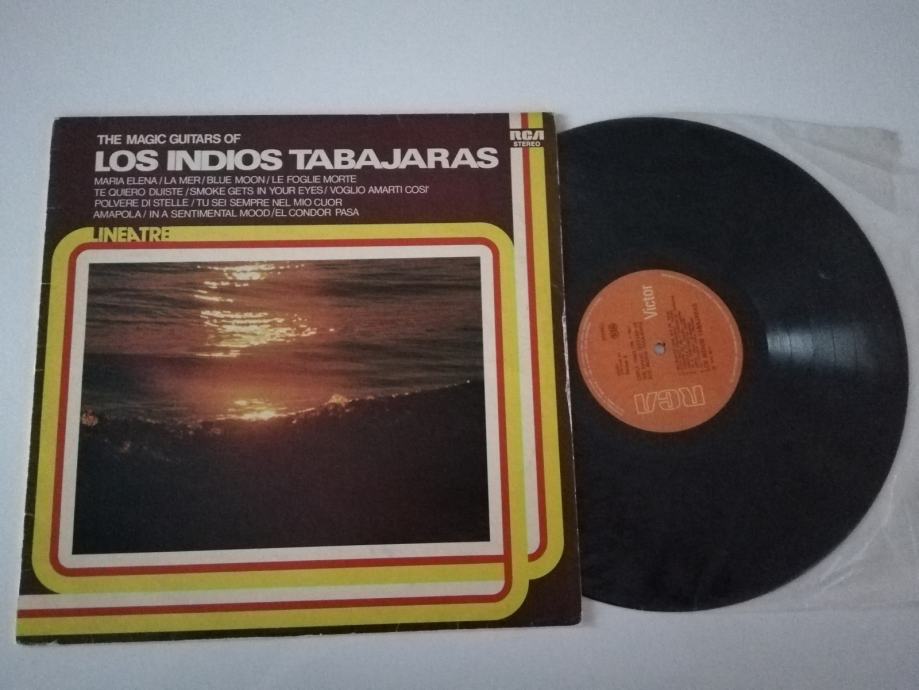 THE MAGIC GUITARS OF
LOS INDIOS TABAJARAS
RCA
STEREO
MARIA ELENA / LA MER / BLUE MOON / LE FOGLIE MORTE
TE QUIERO DIJISTE / SMOKE GETS IN YOUR EYES / VOGLIO AMARTI COSI'
POLVERE DI STELLE / TU SEI SEMPRE NEL MIO CUOR
AMAPOLA / IN A SENTIMENTAL MOOD / EL CONDOR PASA
LINEATRE
Victor
RCA